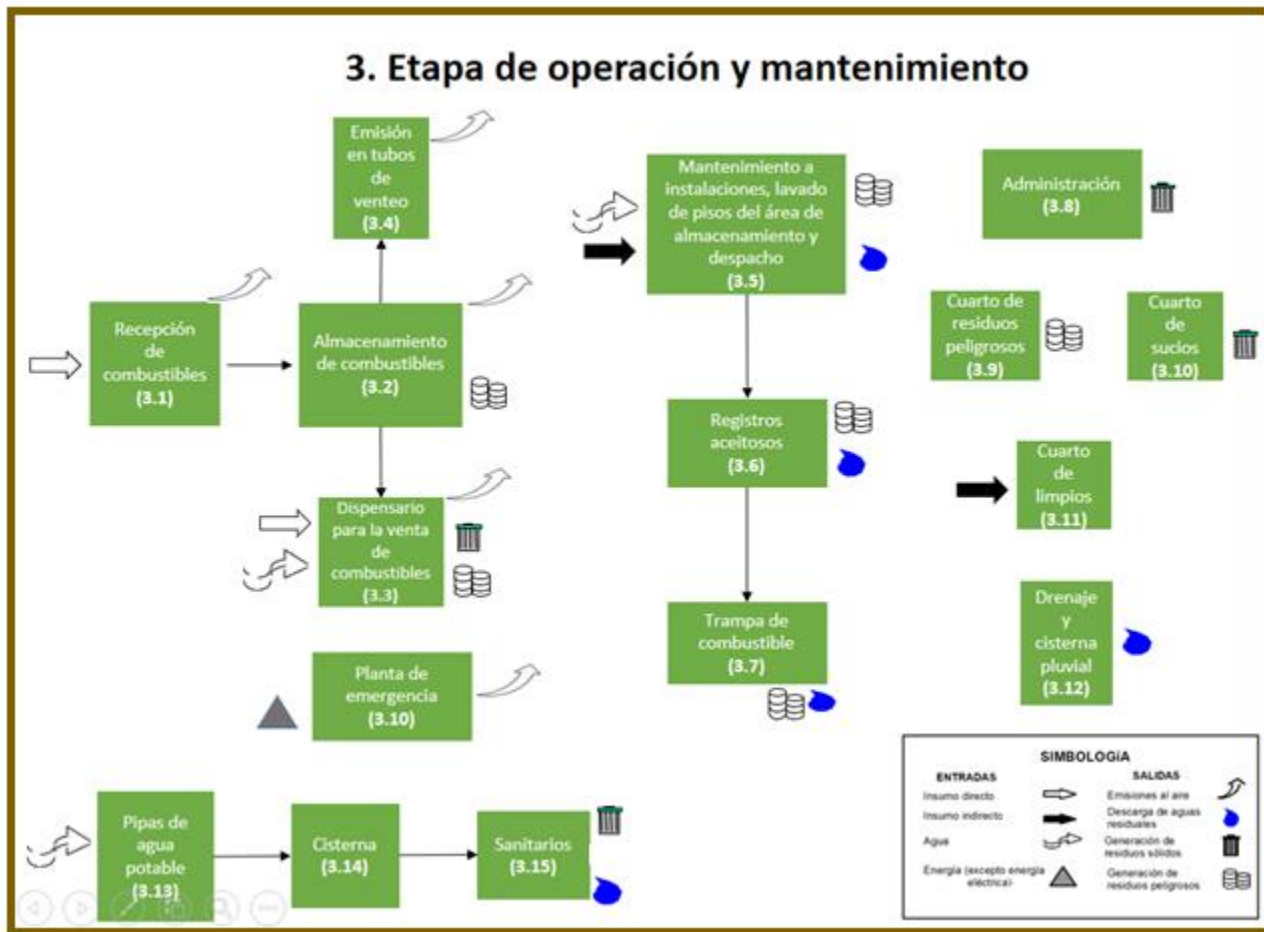 3. Etapa de operación y mantenimiento
Emisión
en tubos
de
venteo
(3.4)
Mantenimiento a
instalaciones, lavado
de pisos del área de
almacenamiento y
despacho
(3.5)
Administración
(3.8)
Recepción
de
combustibles
(3.1)
Almacenamiento
de combustibles
(3.2)
Cuarto de
residuos
peligrosos
(3.9)
Cuarto
de
sucios
(3.10)
Registros
aceitosos
(3.6)
Cuarto
de
limpios
(3.11)
Dispensario
para la venta
de
combustibles
(3.3)
Trampa de
combustible
(3.7)
Drenaje
y
cisterna
pluvial
(3.12)
Planta de
emergencia
(3.10)
Pipas de
agua
potable
(3.13)
Cisterna
(3.14)
Sanitarios
(3.15)
SIMBOLOGíA
ENTRADAS
Insumo directo
Insumo indirecto
Agua
Energía (excepto energía
eléctrica)
SALIDAS
Emisiones al aire
Descarga de aguas
residuales
Generación de
residuos sólidos
Generación de
residuos peligrosos